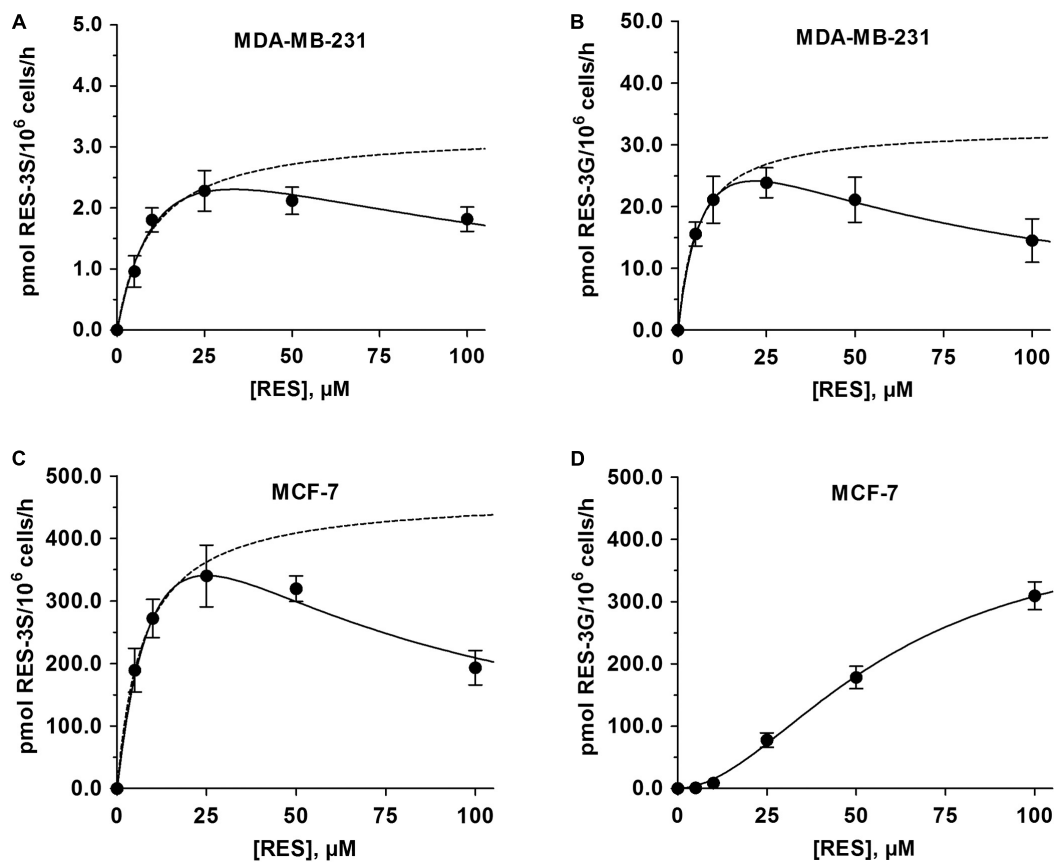 A
MDA-MB-231
pmol RES-3S/10⁶ cells/h
5.0
4.0
3.0
2.0
1.0
0.0
0 25 50 75 100
[RES], µM
B
MDA-MB-231
pmol RES-3G/10⁶ cells/h
50.0
40.0
30.0
20.0
10.0
0.0
0 25 50 75 100
[RES], µM
C
MCF-7
pmol RES-3S/10⁶ cells/h
500.0
400.0
300.0
200.0
100.0
0.0
0 25 50 75 100
[RES], µM
D
MCF-7
pmol RES-3G/10⁶ cells/h
500.0
400.0
300.0
200.0
100.0
0.0
0 25 50 75 100
[RES], µM